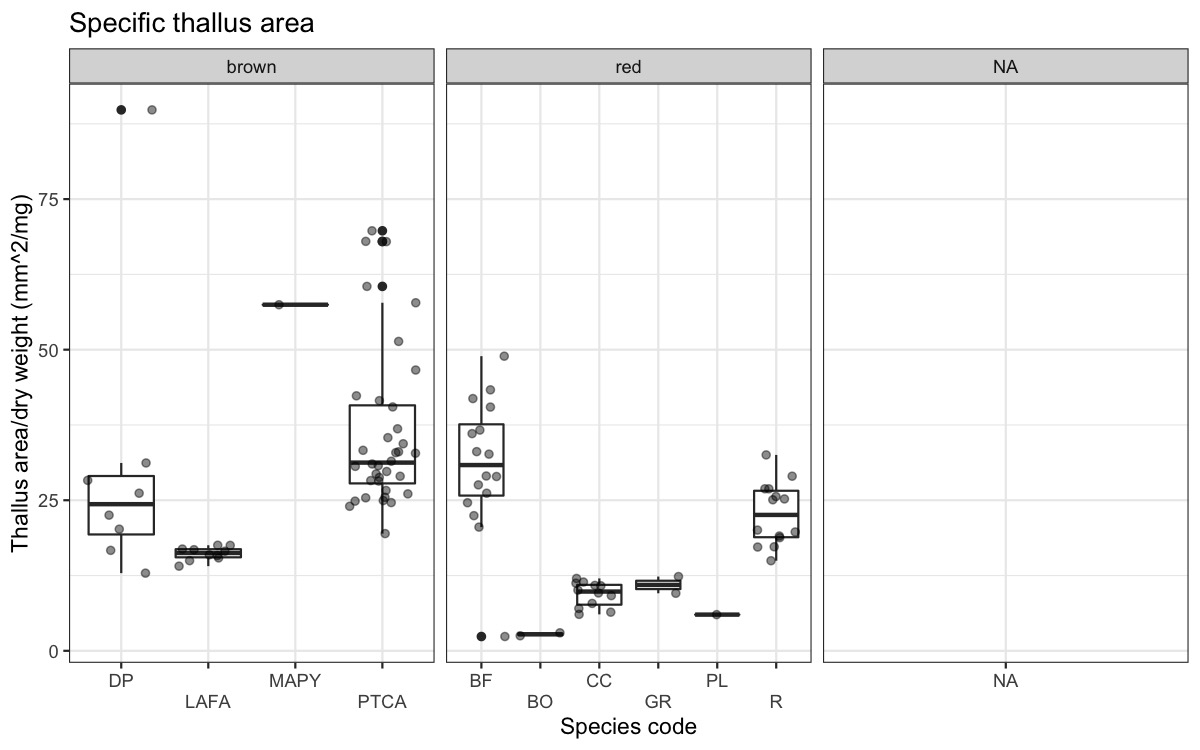 Specific thallus area
brown
red
NA
Thallus area/dry weight (mm^2/mg)
75
50
25
0
DP
LAFA
MAPY
PTCA
BF
BO
CC
GR
PL
R
NA
Species code